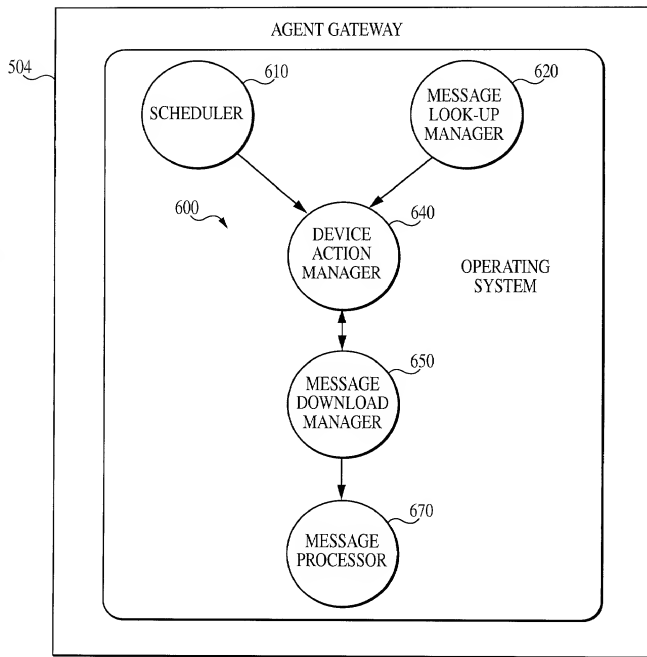 AGENT GATEWAY
504
610
620
SCHEDULER
MESSAGE
LOOK-UP
MANAGER
600
640
DEVICE
ACTION
MANAGER
OPERATING
SYSTEM
650
MESSAGE
DOWNLOAD
MANAGER
670
MESSAGE
PROCESSOR